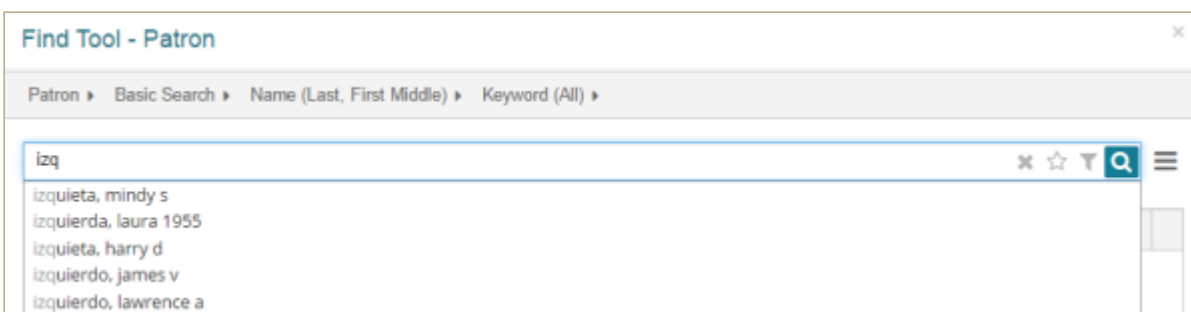 Find Tool - Patron
Patron Basic Search Name (Last, First Middle) Keyword (All)
izq
izquieta, mindy s
izquierda, laura 1955
izquieta, harry d
izquierdo, james v
izquierdo, lawrence a